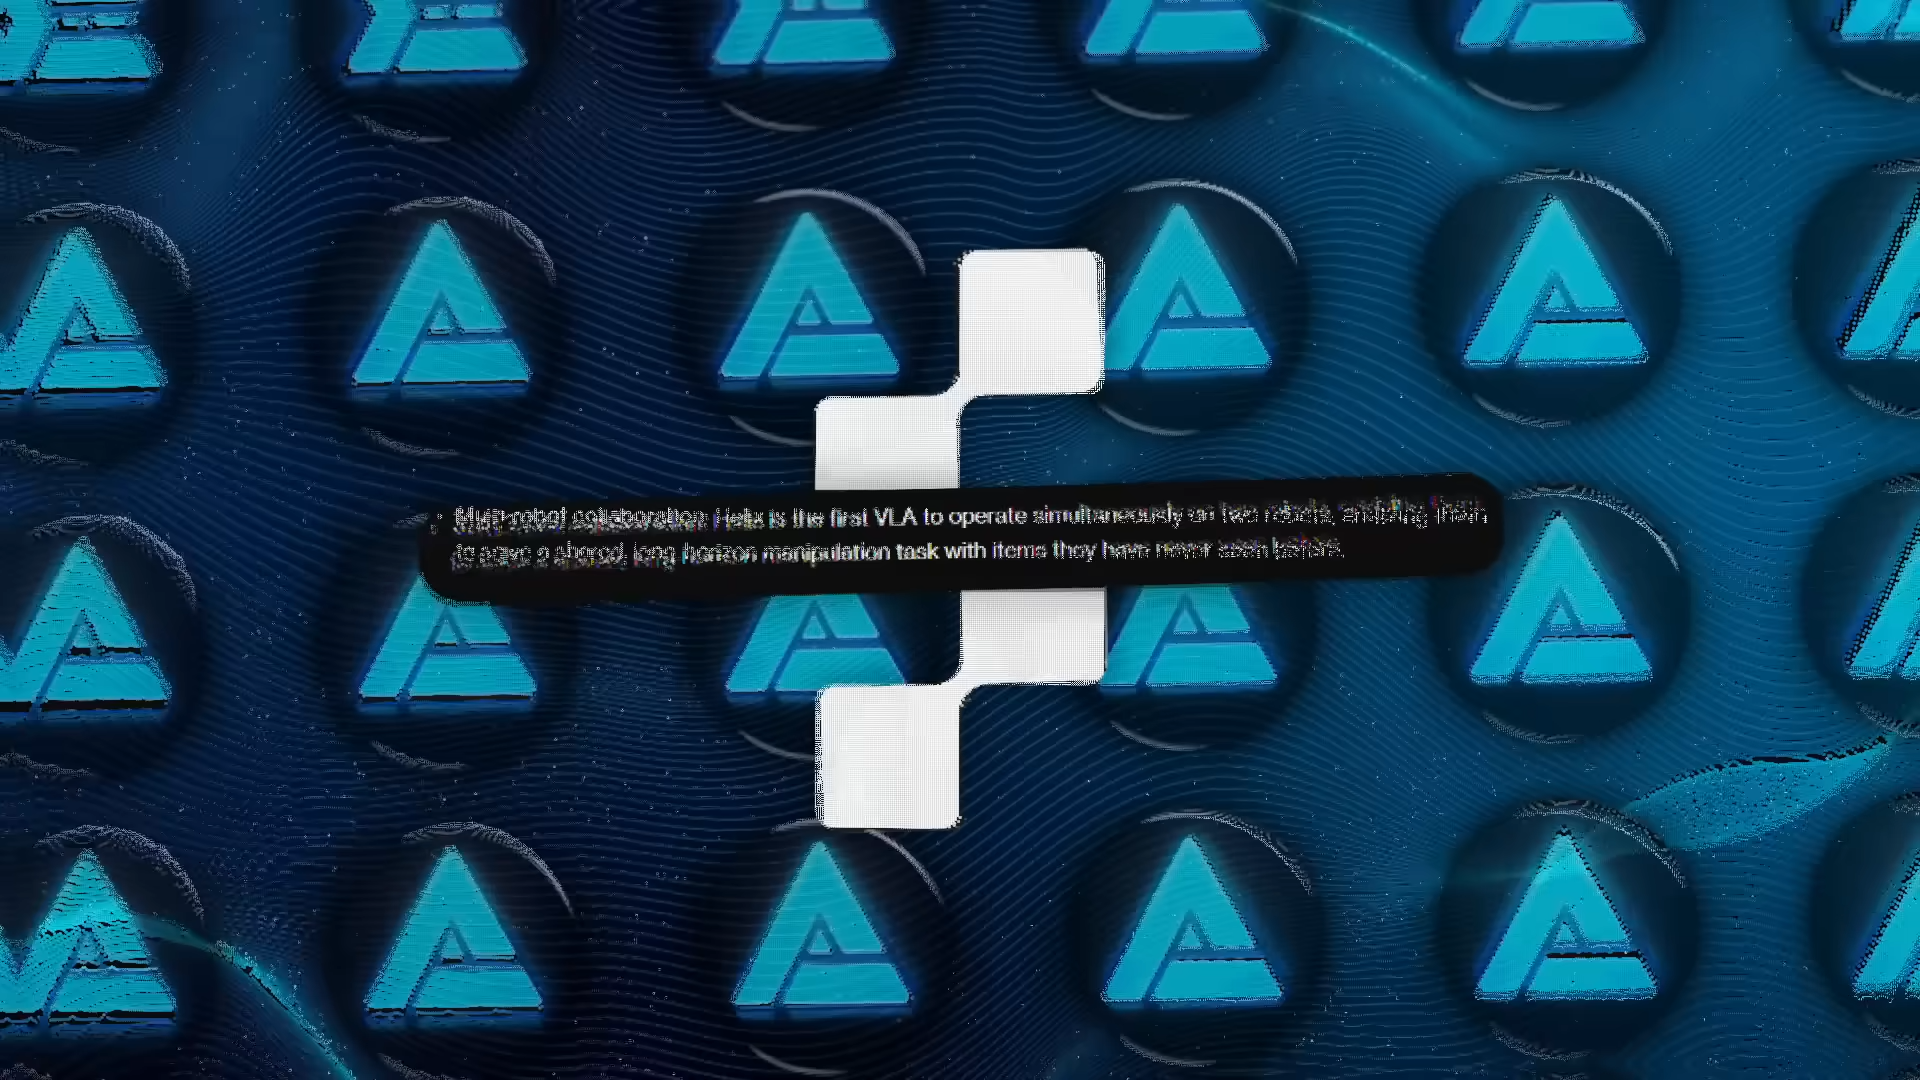 Multi-robot collaboration: Helix is the first VLA to operate simultaneously on two robots, enabling them
to solve a shared, long horizon manipulation task with items they have never seen before.